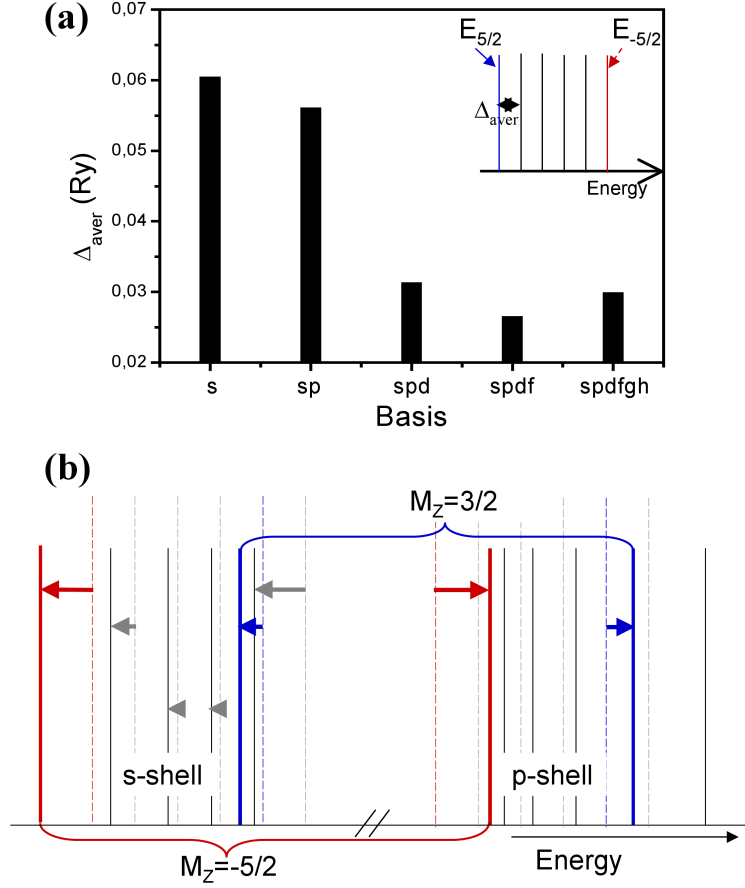 (a)
0,07
0,06
0,05
0,04
0,03
0,02
Δaver (Ry)
s
sp
spd
spdf
spdfgh
Basis
E5/2
E-5/2
Δaver
Energy
(b)
MZ=3/2
s-shell
p-shell
MZ=-5/2
Energy